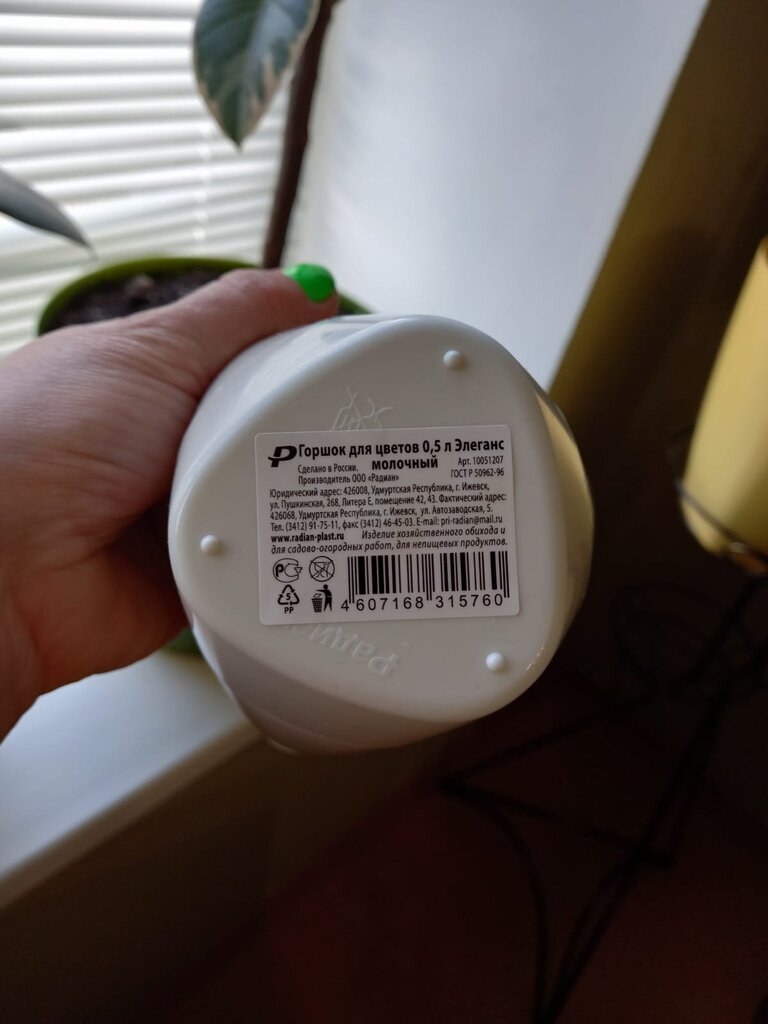 Горшок для цветов 0,5 л Элеганс
Сделано в России. молочный Арт. 10051207
Производитель ООО «Радиан» ГОСТ Р 50962-96
Юридический адрес: 426008, Удмуртская Республика, г. Ижевск,
ул. Пушкинская, 268, Литера Е, помещение 42, 43. Фактический адрес:
426068, Удмуртская Республика, г. Ижевск, ул. Автозаводская, 5.
Тел. (3412) 91-75-11, факс (3412) 46-45-03. E-mail: pri-radian@mail.ru
www.radian-plast.ru Изделие хозяйственного обихода и
для садово-огородных работ, для непищевых продуктов.
5
PP
4 607168 315760
Радиан